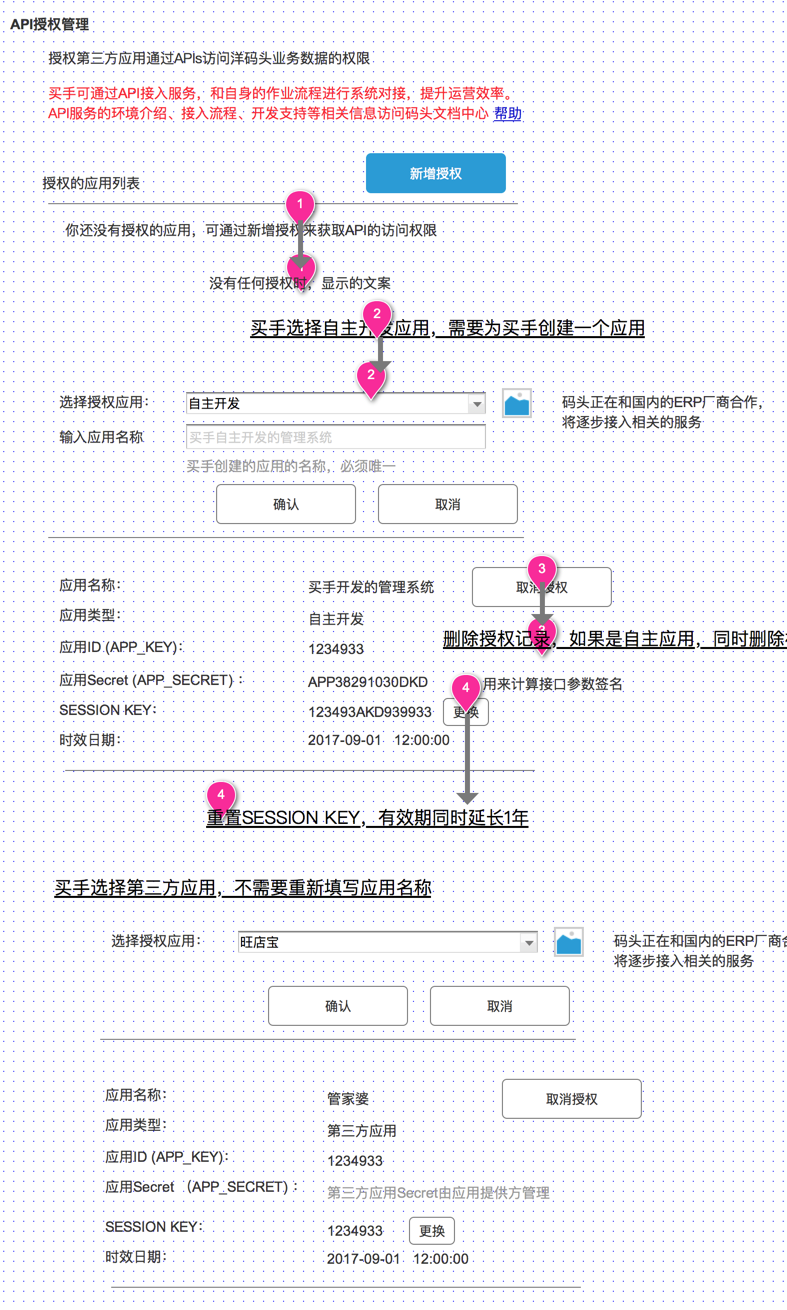 API授权管理
授权第三方应用通过APIs访问洋码头业务数据的权限
买手可通过API接入服务，和自身的作业流程进行系统对接，提升运营效率。
API服务的环境介绍、接入流程、开发支持等相关信息访问码头文档中心 帮助
新增授权
授权的应用列表
1
你还没有授权的应用，可通过新增授权来获取API的访问权限
没有任何授权时，显示的文案
2
买手选择自主开发应用，需要为买手创建一个应用
2
选择授权应用：
自主开发
码头正在和国内的ERP厂商合作，
将逐步接入相关的服务
输入应用名称
买手自主开发的管理系统
买手创建的应用的名称，必须唯一
确认
取消
3
应用名称：
买手开发的管理系统
取消授权
应用类型：
自主开发
3
删除授权记录，如果是自主应用，同时删除
应用ID (APP_KEY)：
1234933
应用Secret (APP_SECRET)：
APP38291030DKD
4
用来计算接口参数签名
SESSION KEY：
123493AKD939933
更换
时效日期：
2017-09-01 12:00:00
4
重置SESSION KEY，有效期同时延长1年
买手选择第三方应用，不需要重新填写应用名称
选择授权应用：
旺店宝
码头正在和国内的ERP厂商
将逐步接入相关的服务
确认
取消
应用名称：
管家婆
取消授权
应用类型：
第三方应用
应用ID (APP_KEY)：
1234933
应用Secret （APP_SECRET)：
第三方应用Secret由应用提供方管理
SESSION KEY：
1234933
更换
时效日期：
2017-09-01 12:00:00